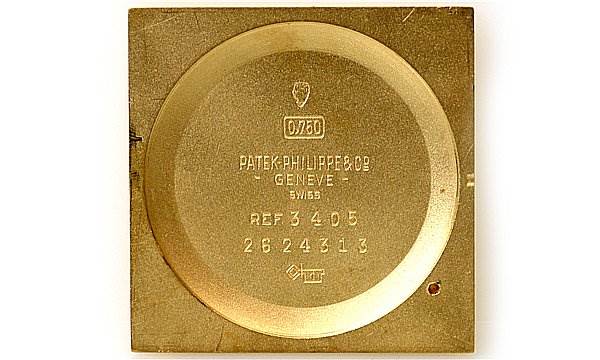 0,750
PATEK·PHILIPPE & Cº
- GENEVE -
SWISS
REF 3405
2624313